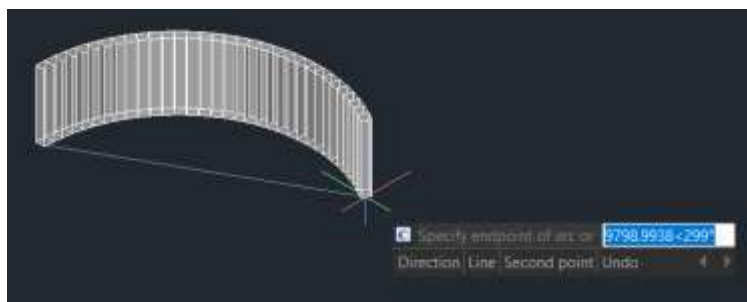 Specify endpoint of arc or 9798.9938<299°
Direction Line Second point Undo